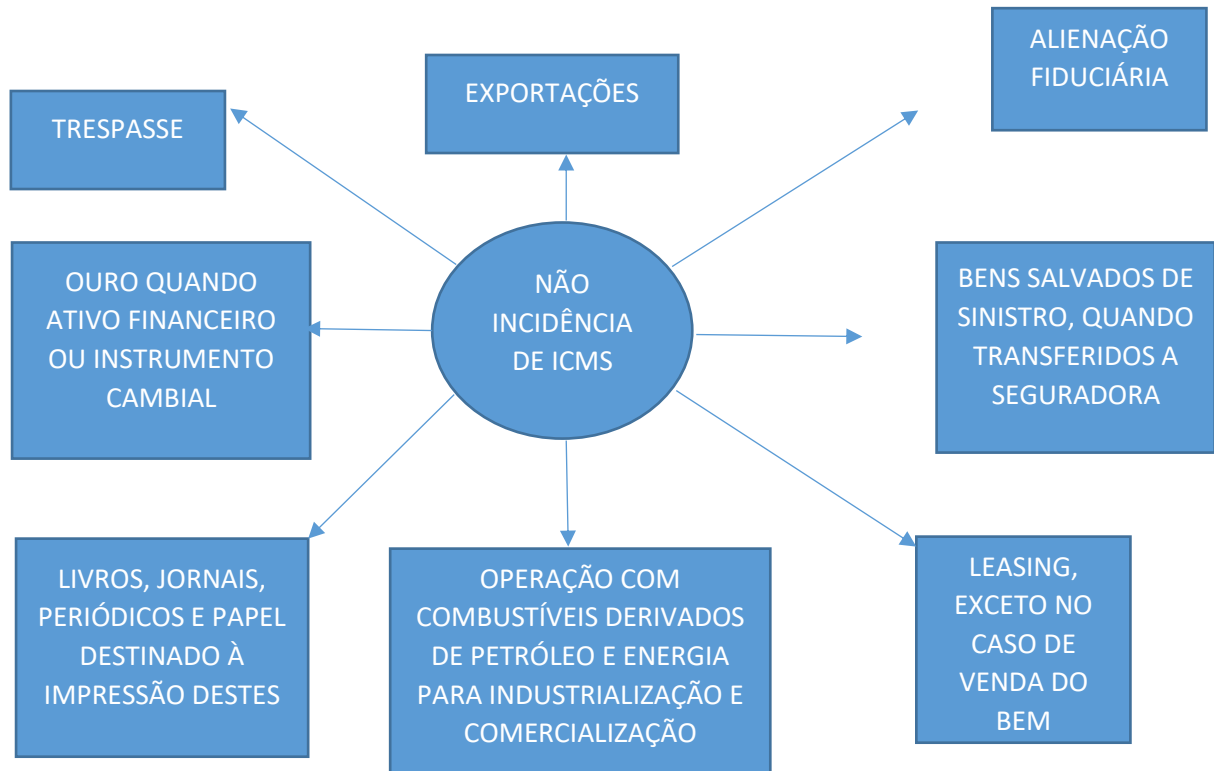 TRESPASSE
EXPORTAÇÕES
ALIENAÇÃO
FIDUCIÁRIA
OURO QUANDO
ATIVO FINANCEIRO
OU INSTRUMENTO
CAMBIAL
NÃO
INCIDÊNCIA
DE ICMS
BENS SALVADOS DE
SINISTRO, QUANDO
TRANSFERIDOS A
SEGURADORA
LIVROS, JORNAIS,
PERIÓDICOS E PAPEL
DESTINADO À
IMPRESSÃO DESTES
OPERAÇÃO COM
COMBUSTÍVEIS DERIVADOS
DE PETRÓLEO E ENERGIA
PARA INDUSTRIALIZAÇÃO E
COMERCIALIZAÇÃO
LEASING,
EXCETO NO
CASO DE
VENDA DO
BEM